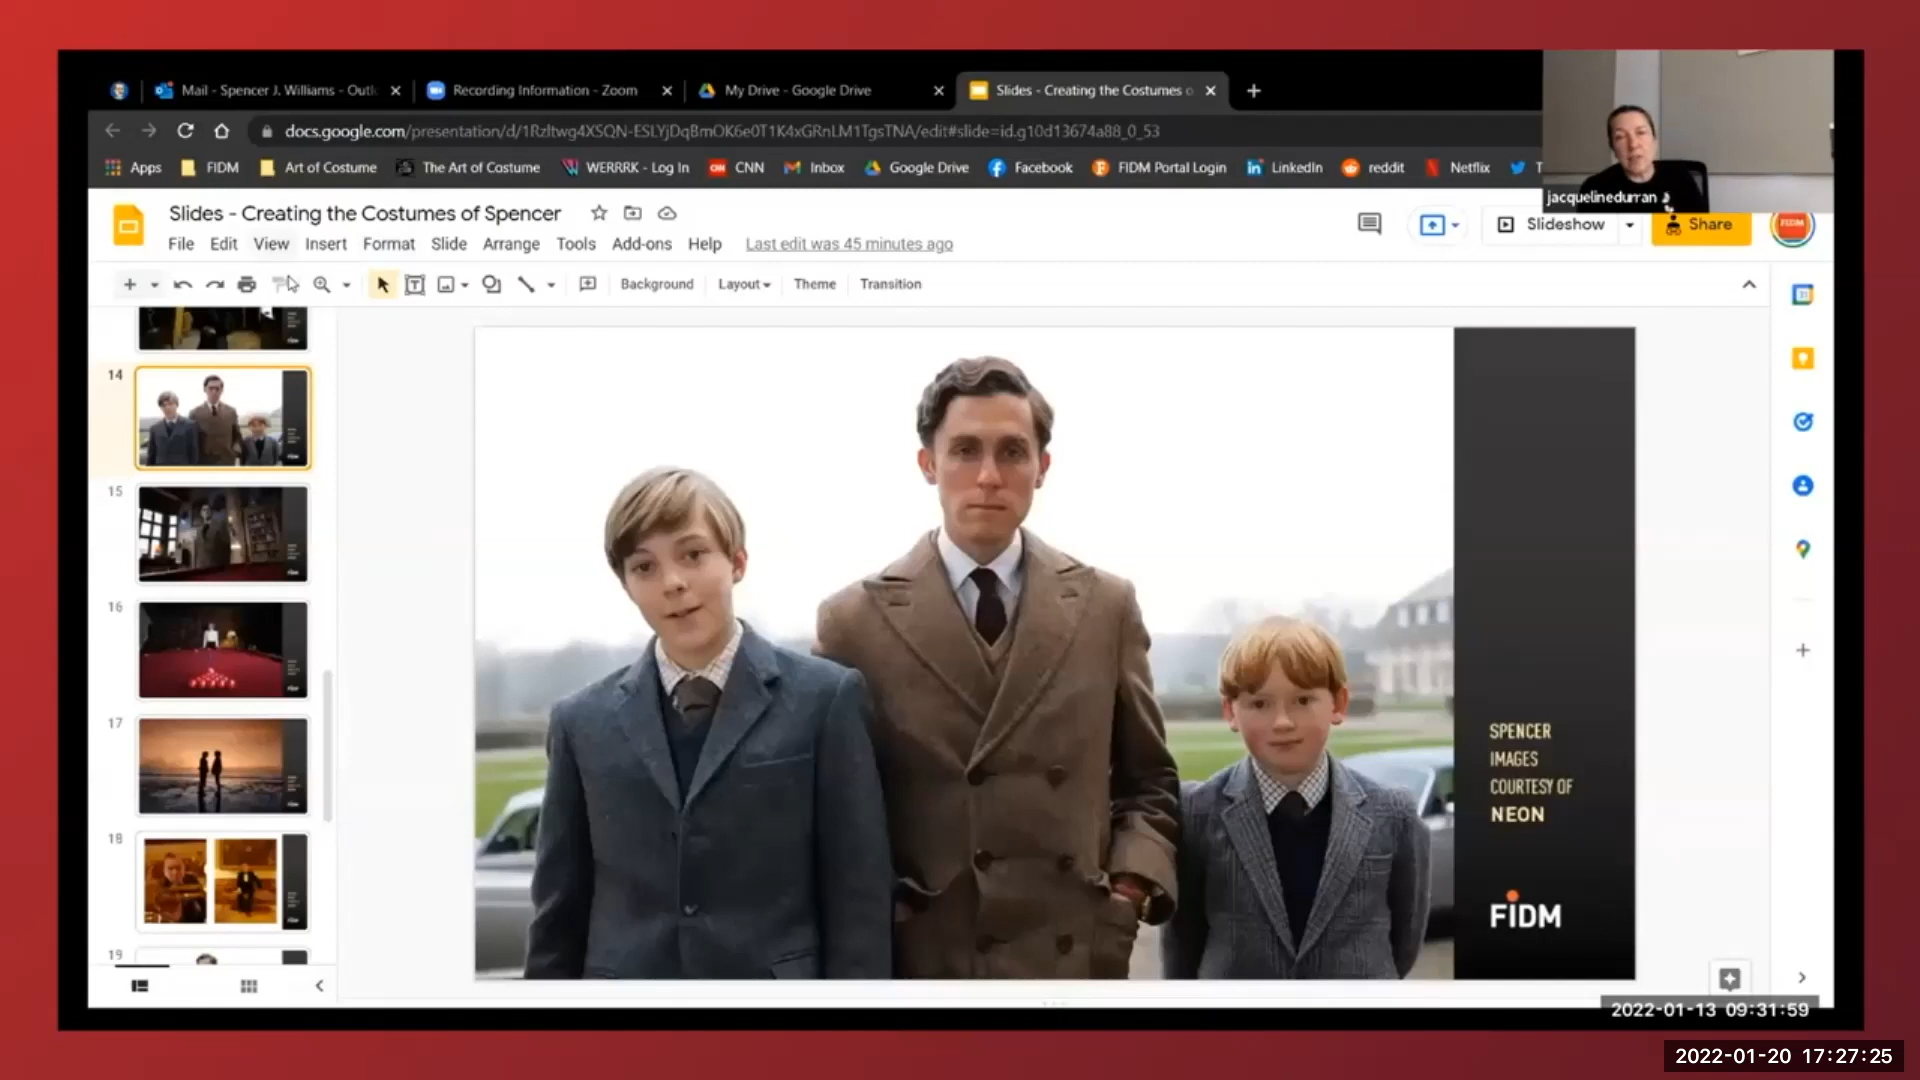 Mail - Spencer J. Williams - Outl
Recording Information - Zoom
My Drive - Google Drive
Slides - Creating the Costumes o
docs.google.com/presentation/d/1Rzltwg4XSQN-ESLYjDqBmOK6e0T1K4xGRnLM1TgsTNA/edit#slide=id.g10d13674a88_0_53
Apps FIDM Art of Costume The Art of Costume WERRRK - Log In CNN Inbox Google Drive Facebook FIDM Portal Login LinkedIn reddit Netflix T
jacquelinedurran
Slides - Creating the Costumes of Spencer
Slideshow
Share
FIDM
File Edit View Insert Format Slide Arrange Tools Add-ons Help Last edit was 45 minutes ago
Background Layout Theme Transition
31
14
15
16
17
18
19
SPENCER
IMAGES
COURTESY OF
NEON
FIDM
2022-01-13 09:31:59
2022-01-20 17:27:25